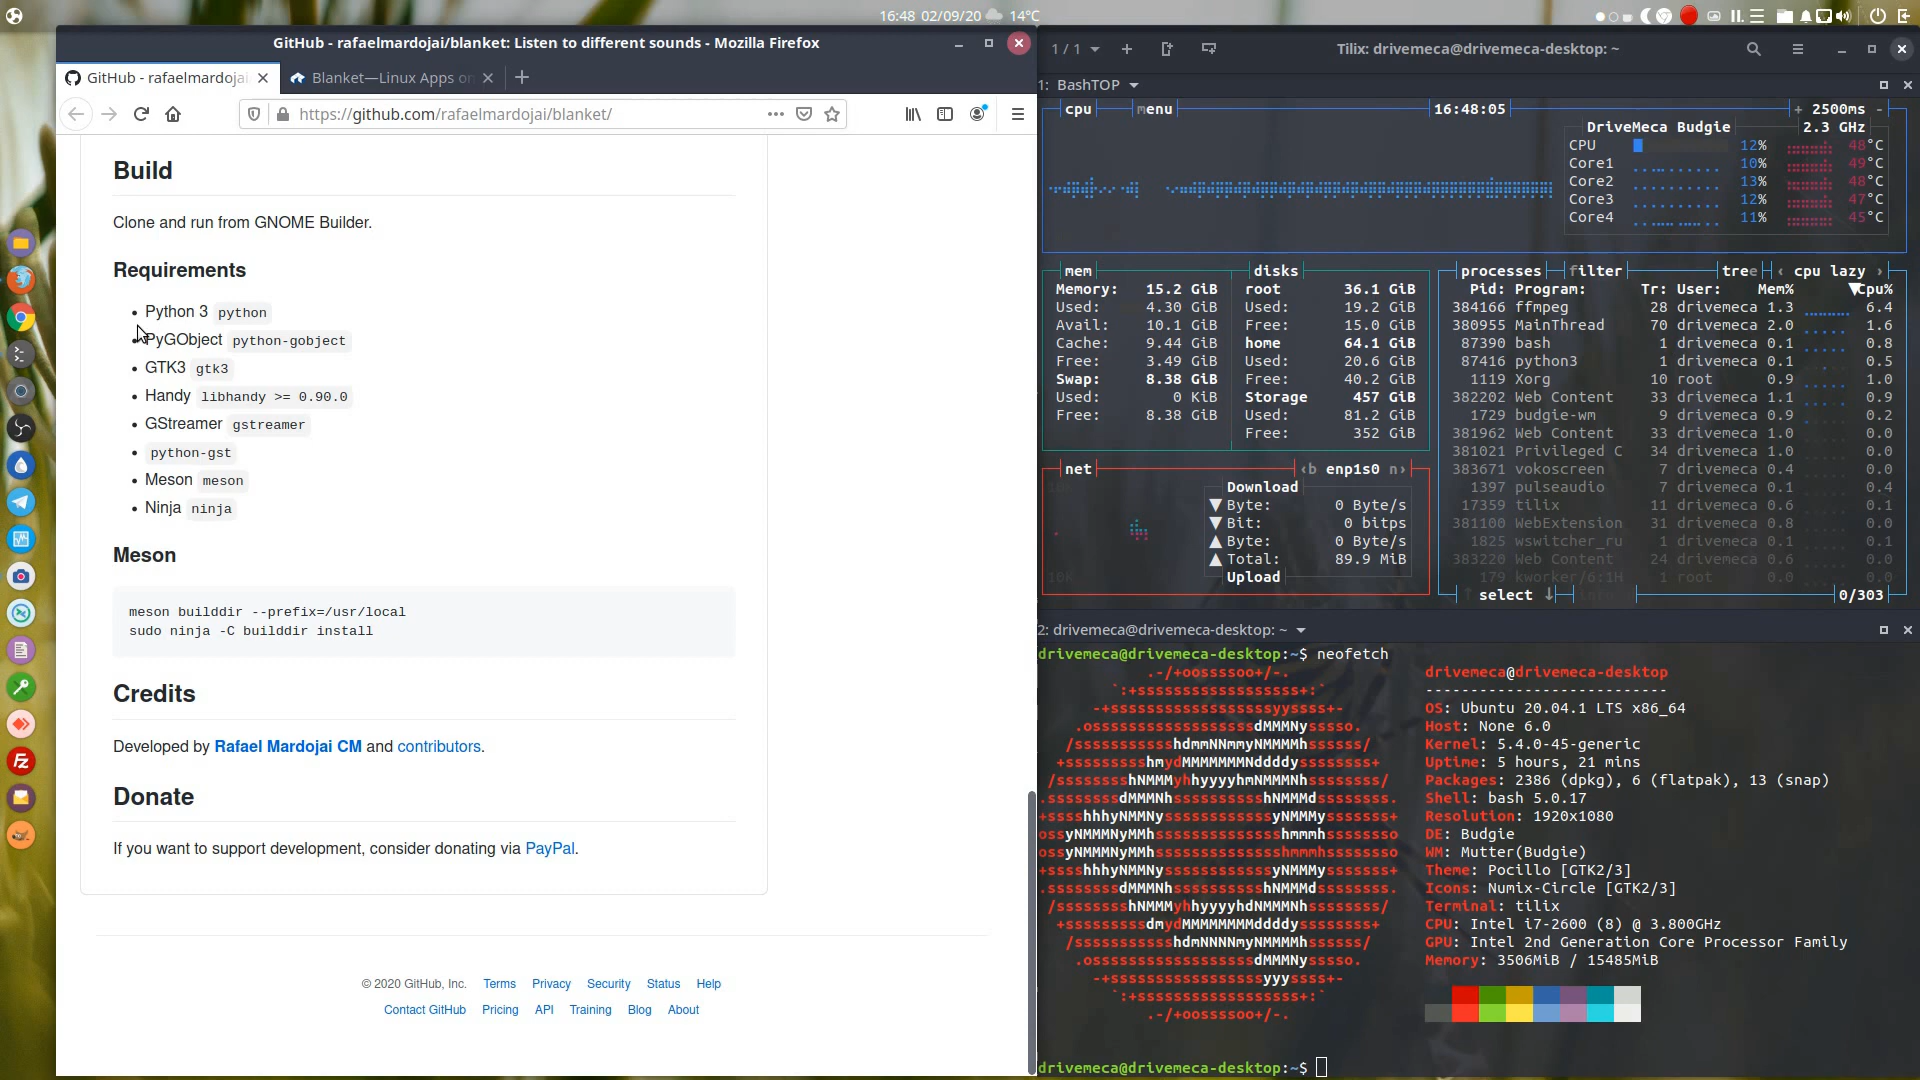 16:48 02/09/20 14°C
GitHub - rafaelmardojai/blanket: Listen to different sounds - Mozilla Firefox
GitHub - rafaelmardojai
Blanket—Linux Apps on
https://github.com/rafaelmardojai/blanket/
Build
Clone and run from GNOME Builder.
Requirements
• Python 3 python
• PyGObject python-gobject
• GTK3 gtk3
• Handy libhandy >= 0.90.0
• GStreamer gstreamer
• python-gst
• Meson meson
• Ninja ninja
Meson
meson builddir --prefix=/usr/local
sudo ninja -C builddir install
Credits
Developed by Rafael Mardojai CM and contributors.
Donate
If you want to support development, consider donating via PayPal.
© 2020 GitHub, Inc. Terms Privacy Security Status Help
Contact GitHub Pricing API Training Blog About
1 / 1 Tilix: drivemeca@drivemeca-desktop: ~
1: BashTOP
cpu menu 16:48:05 + 2500ms -
DriveMeca Budgie 2.3 GHz
CPU 12% 48°C
Core1 10% 49°C
Core2 13% 48°C
Core3 12% 47°C
Core4 11% 45°C
mem
Memory: 15.2 GiB
Used: 4.30 GiB
Avail: 10.1 GiB
Cache: 9.44 GiB
Free: 3.49 GiB
Swap: 8.38 GiB
Used: 0 KiB
Free: 8.38 GiB
disks
root 36.1 GiB
Used: 19.2 GiB
Free: 15.0 GiB
home 64.1 GiB
Used: 20.6 GiB
Free: 40.2 GiB
Storage 457 GiB
Used: 81.2 GiB
Free: 352 GiB
net ‹b enp1s0 n›
10K
Download
▼ Byte: 0 Byte/s
▼ Bit: 0 bitps
▲ Byte: 0 Byte/s
▲ Total: 89.9 MiB
Upload
10K
processes filter tree ‹ cpu lazy ›
Pid: Program: Tr: User: Mem% ▼Cpu%
384166 ffmpeg 28 drivemeca 1.3 6.4
380955 MainThread 70 drivemeca 2.0 1.6
87390 bash 1 drivemeca 0.1 0.8
87416 python3 1 drivemeca 0.1 0.5
1119 Xorg 10 root 0.9 1.0
382202 Web Content 33 drivemeca 1.1 0.9
1729 budgie-wm 9 drivemeca 0.9 0.2
381962 Web Content 33 drivemeca 1.0 0.0
381021 Privileged C 34 drivemeca 1.0 0.0
383671 vokoscreen 7 drivemeca 0.4 0.0
1397 pulseaudio 7 drivemeca 0.1 0.4
17359 tilix 11 drivemeca 0.6 0.1
381100 WebExtension 31 drivemeca 0.8 0.0
1825 wswitcher_ru 1 drivemeca 0.1 0.1
383220 Web Content 24 drivemeca 0.6 0.0
179 kworker/6:1H 1 root 0.0 0.0
↑ select ↓ 0/303
2: drivemeca@drivemeca-desktop: ~
drivemeca@drivemeca-desktop:~$ neofetch
drivemeca@drivemeca-desktop
---------------------------
OS: Ubuntu 20.04.1 LTS x86_64
Host: None 6.0
Kernel: 5.4.0-45-generic
Uptime: 5 hours, 21 mins
Packages: 2386 (dpkg), 6 (flatpak), 13 (snap)
Shell: bash 5.0.17
Resolution: 1920x1080
DE: Budgie
WM: Mutter(Budgie)
Theme: Pocillo [GTK2/3]
Icons: Numix-Circle [GTK2/3]
Terminal: tilix
CPU: Intel i7-2600 (8) @ 3.800GHz
GPU: Intel 2nd Generation Core Processor Family
Memory: 3506MiB / 15485MiB
drivemeca@drivemeca-desktop:~$